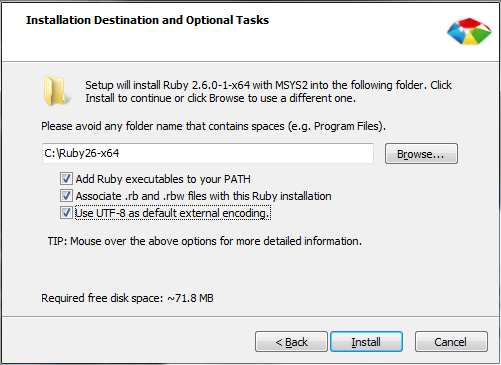 Installation Destination and Optional Tasks
Setup will install Ruby 2.6.0-1-x64 with MSYS2 into the following folder. Click
Install to continue or click Browse to use a different one.
Please avoid any folder name that contains spaces (e.g. Program Files).
C:\Ruby26-x64
Browse...
Add Ruby executables to your PATH
Associate .rb and .rbw files with this Ruby installation
Use UTF-8 as default external encoding.
TIP: Mouse over the above options for more detailed information.
Required free disk space: ~71.8 MB
< Back
Install
Cancel